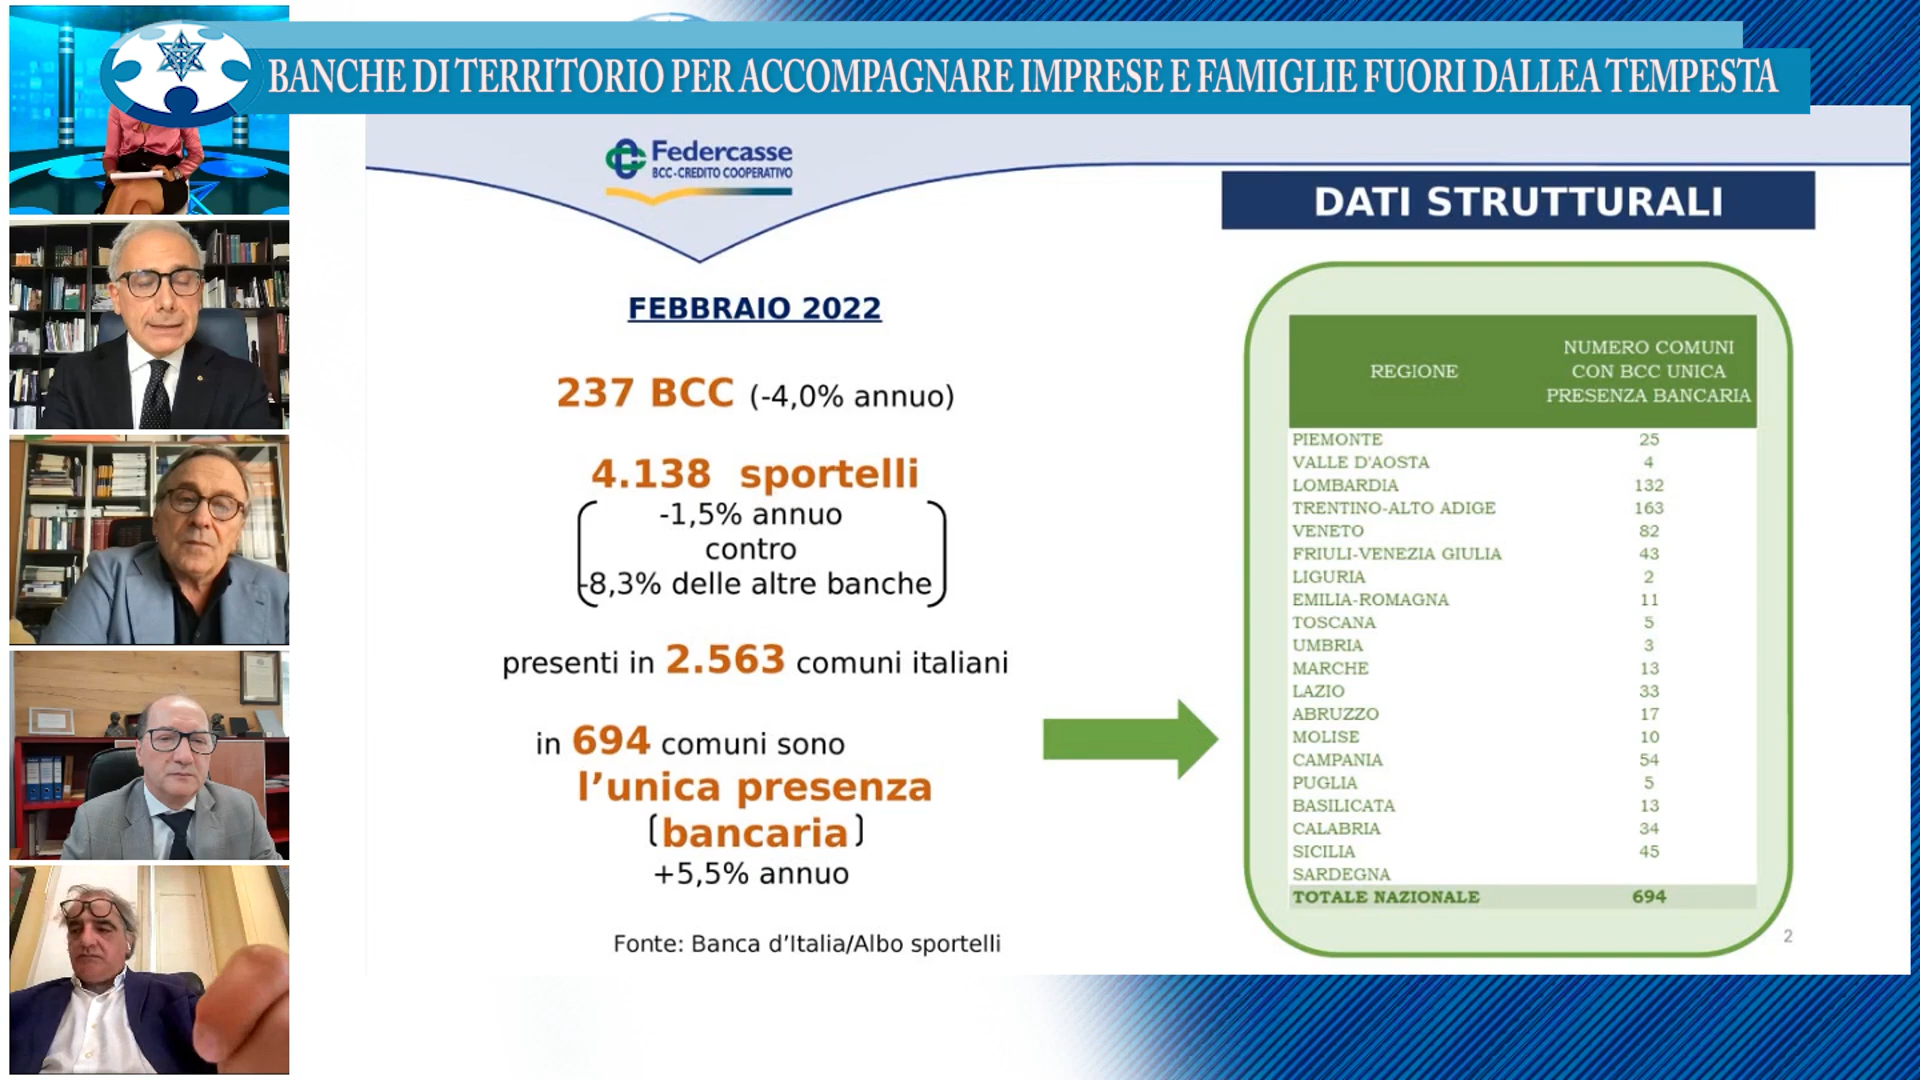 BANCHE DI TERRITORIO PER ACCOMPAGNARE IMPRESE E FAMIGLIE FUORI DALLEA TEMPESTA
Federcasse
BCC-CREDITO COOPERATIVO
DATI STRUTTURALI
FEBBRAIO 2022
237 BCC (-4,0% annuo)
4.138 sportelli
-1,5% annuo
contro
-8,3% delle altre banche
presenti in 2.563 comuni italiani
in 694 comuni sono
l’unica presenza
(bancaria)
+5,5% annuo
Fonte: Banca d’Italia/Albo sportelli
REGIONE
NUMERO COMUNI
CON BCC UNICA
PRESENZA BANCARIA
PIEMONTE 25
VALLE D'AOSTA 4
LOMBARDIA 132
TRENTINO-ALTO ADIGE 163
VENETO 82
FRIULI-VENEZIA GIULIA 43
LIGURIA 2
EMILIA-ROMAGNA 11
TOSCANA 5
UMBRIA 3
MARCHE 13
LAZIO 33
ABRUZZO 17
MOLISE 10
CAMPANIA 54
PUGLIA 5
BASILICATA 13
CALABRIA 34
SICILIA 45
SARDEGNA
TOTALE NAZIONALE 694
2